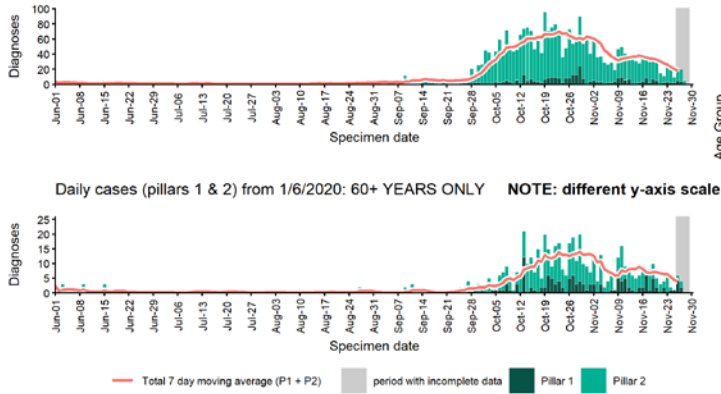 100
80
60
40
20
0
Diagnoses
Jun-01 Jun-08 Jun-15 Jun-22 Jun-29 Jul-06 Jul-13 Jul-20 Jul-27 Aug-03 Aug-10 Aug-17 Aug-24 Aug-31 Sep-07 Sep-14 Sep-21 Sep-28 Oct-05 Oct-12 Oct-19 Oct-26 Nov-02 Nov-09 Nov-16 Nov-23 Nov-30
Specimen date
Age Group
Daily cases (pillars 1 & 2) from 1/6/2020: 60+ YEARS ONLY NOTE: different y-axis scale
25
20
15
10
5
0
Diagnoses
Jun-01 Jun-08 Jun-15 Jun-22 Jun-29 Jul-06 Jul-13 Jul-20 Jul-27 Aug-03 Aug-10 Aug-17 Aug-24 Aug-31 Sep-07 Sep-14 Sep-21 Sep-28 Oct-05 Oct-12 Oct-19 Oct-26 Nov-02 Nov-09 Nov-16 Nov-23 Nov-30
Specimen date
Total 7 day moving average (P1 + P2) period with incomplete data Pillar 1 Pillar 2